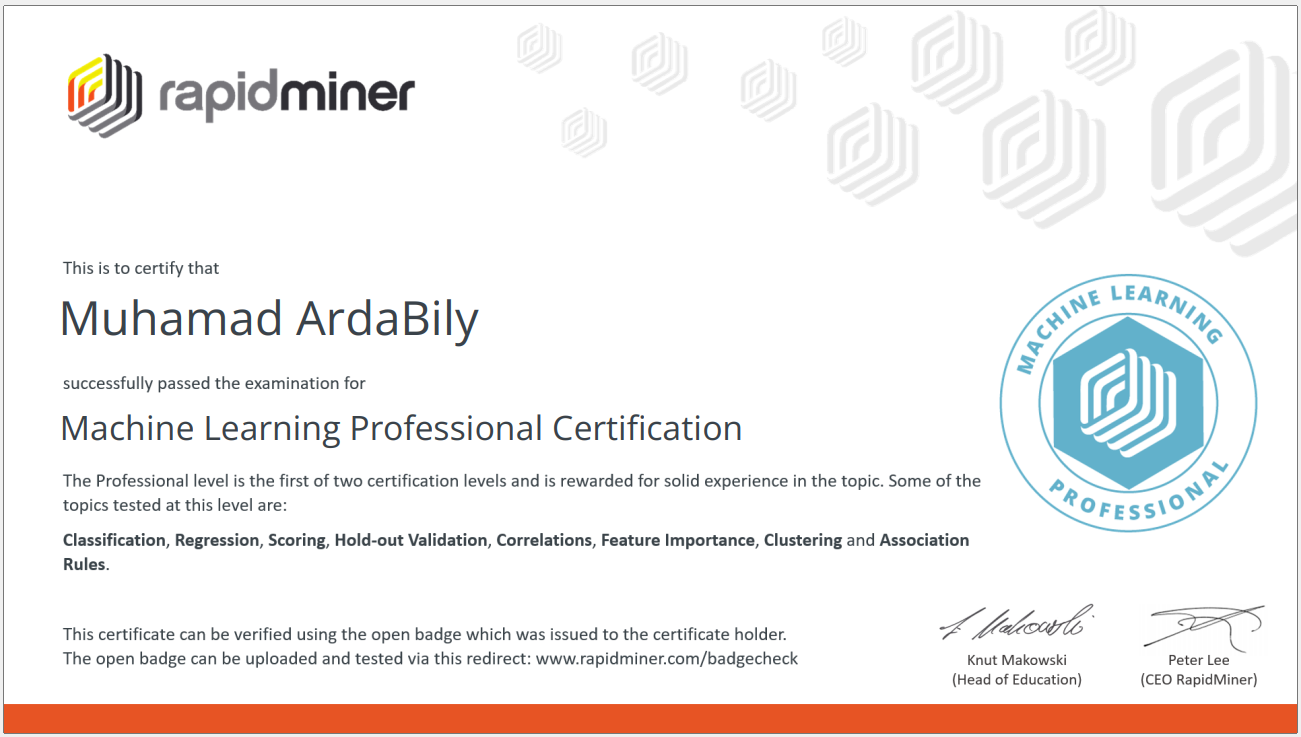 rapidminer
This is to certify that
Muhamad ArdaBily
successfully passed the examination for
Machine Learning Professional Certification
The Professional level is the first of two certification levels and is rewarded for solid experience in the topic. Some of the
topics tested at this level are:
Classification, Regression, Scoring, Hold-out Validation, Correlations, Feature Importance, Clustering and Association
Rules.
MACHINE LEARNING
PROFESSIONAL
This certificate can be verified using the open badge which was issued to the certificate holder.
The open badge can be uploaded and tested via this redirect: www.rapidminer.com/badgecheck
Knut Makowski
(Head of Education)
Peter Lee
(CEO RapidMiner)